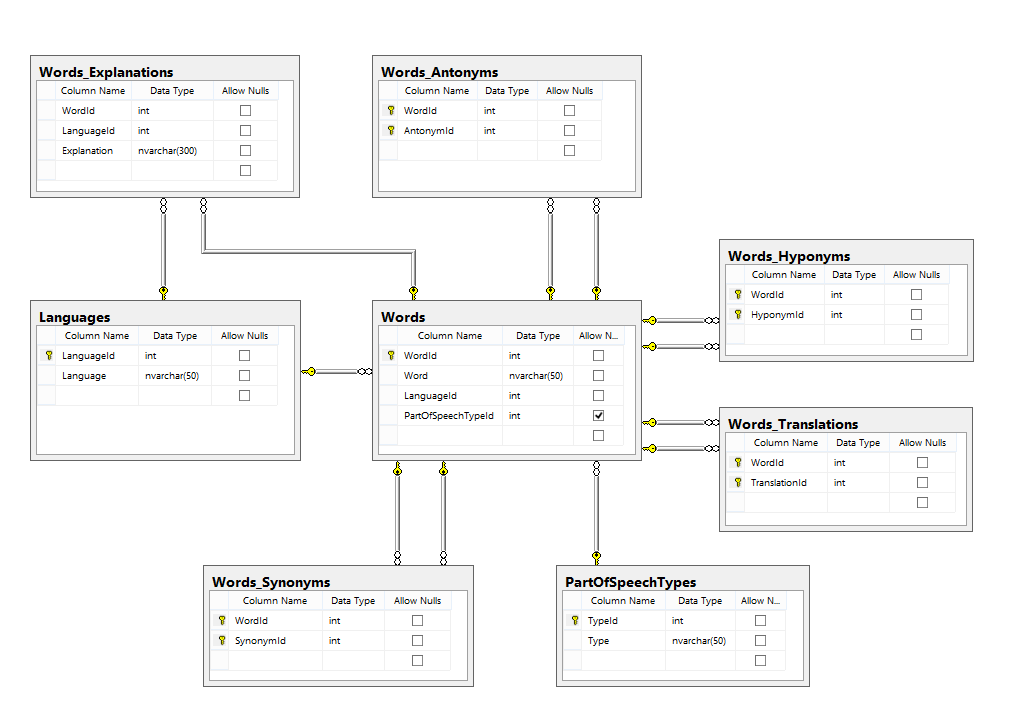 Words_Explanations
Column Name Data Type Allow Nulls
WordId int
LanguageId int
Explanation nvarchar(300)
Words_Antonyms
Column Name Data Type Allow Nulls
WordId int
AntonymId int
Words_Hyponyms
Column Name Data Type Allow Nulls
WordId int
HyponymId int
Languages
Column Name Data Type Allow Nulls
LanguageId int
Language nvarchar(50)
Words
Column Name Data Type Allow N...
WordId int
Word nvarchar(50)
LanguageId int
PartOfSpeechTypeId int
Words_Translations
Column Name Data Type Allow Nulls
WordId int
TranslationId int
Words_Synonyms
Column Name Data Type Allow Nulls
WordId int
SynonymId int
PartOfSpeechTypes
Column Name Data Type Allow N...
TypeId int
Type nvarchar(50)